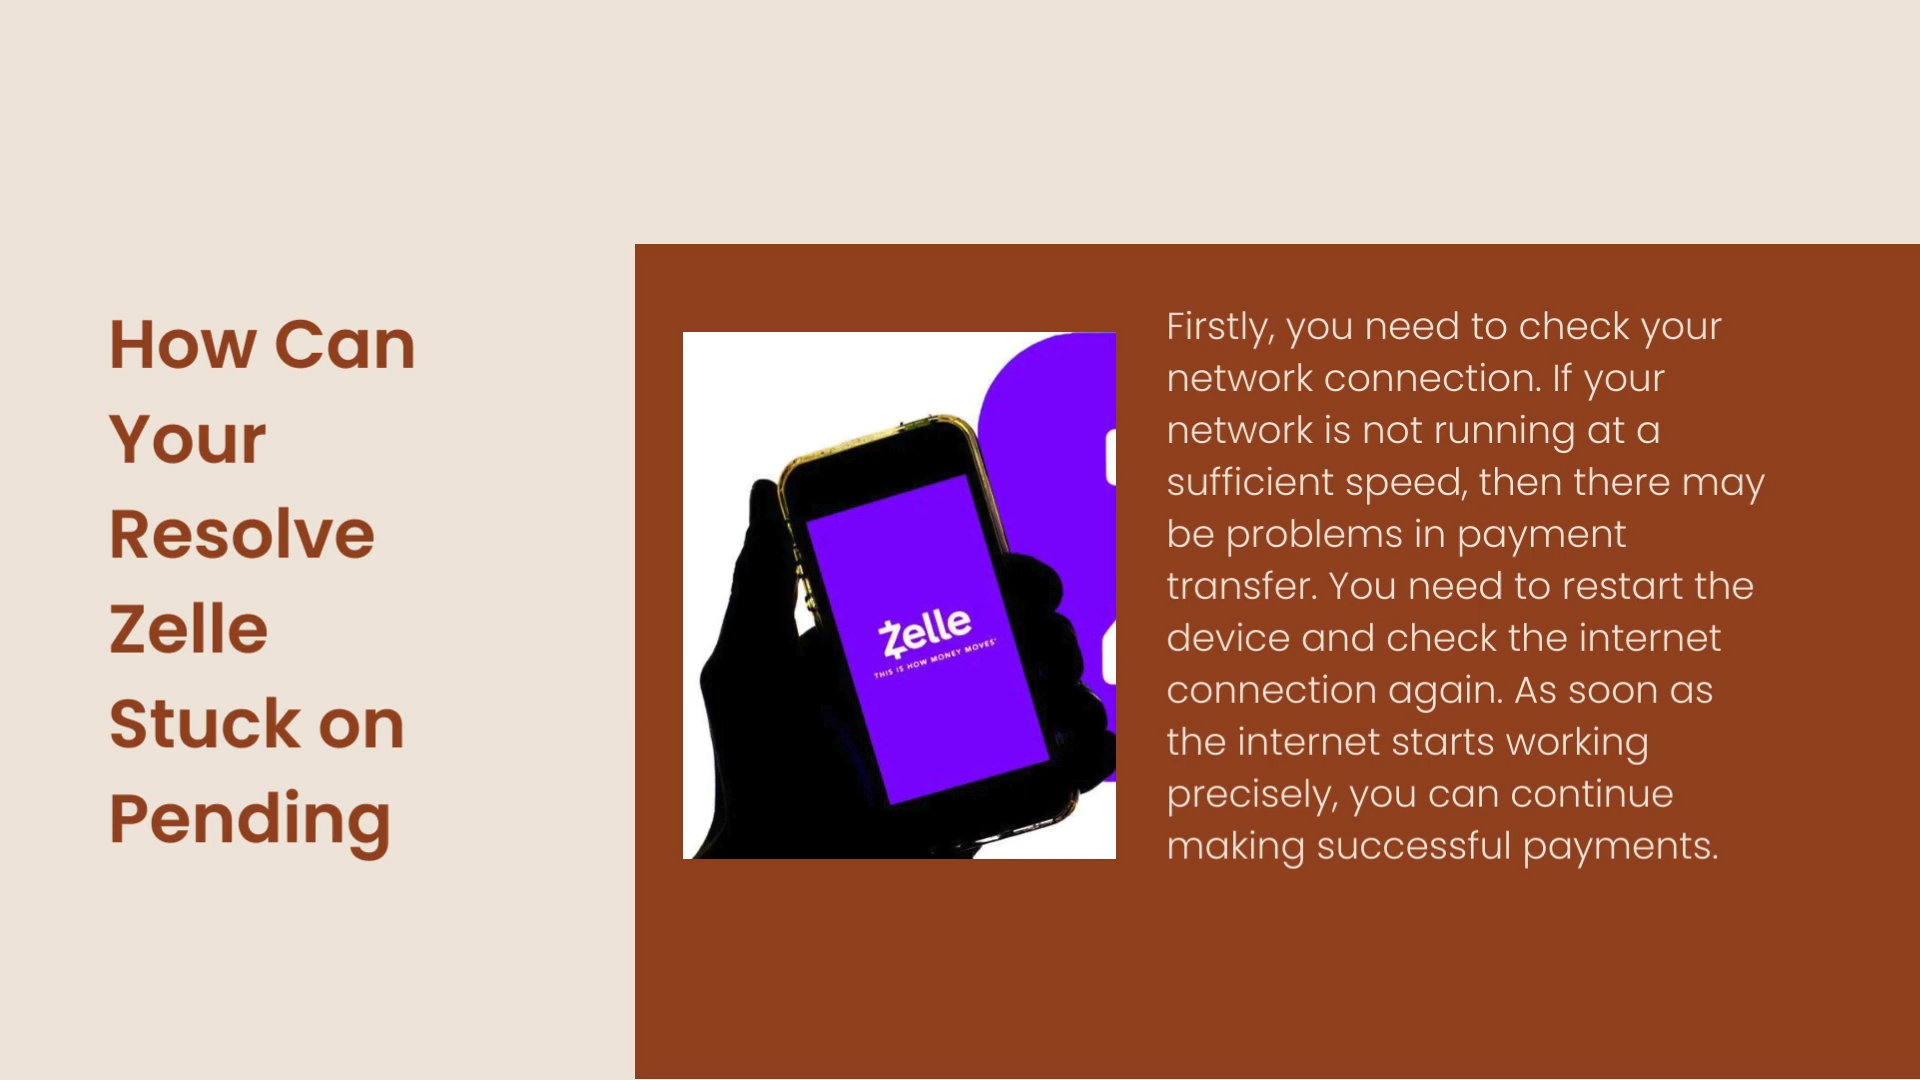 How Can
Your
Resolve
Zelle
Stuck on
Pending
Zelle
THIS IS HOW MONEY MOVES
Firstly, you need to check your
network connection. If your
network is not running at a
sufficient speed, then there may
be problems in payment
transfer. You need to restart the
device and check the internet
connection again. As soon as
the internet starts working
precisely, you can continue
making successful payments.